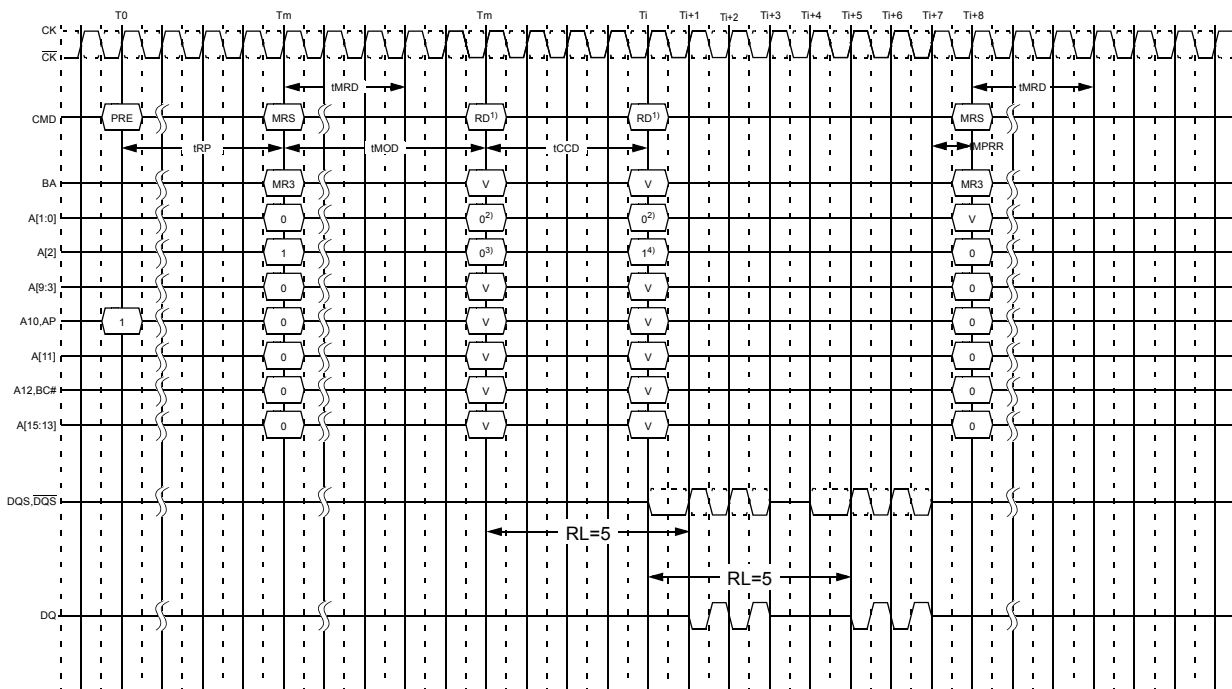 T0 Tm Tm Ti Ti+1 Ti+2 Ti+3 Ti+4 Ti+5 Ti+6 Ti+7 Ti+8
CK
CK
tMRD tMRD
CMD PRE MRS RD1) RD1) MRS
tRP tMOD tCCD tMPRR
BA MR3 V V MR3
A[1:0] 0 02) 02) V
A[2] 1 03) 14) 0
A[9:3] 0 V V 0
A10,AP 1 0 V V 0
A[11] 0 V V 0
A12,BC# 0 V V 0
A[15:13] 0 V V 0
DQS,DQS
RL=5
RL=5
DQ